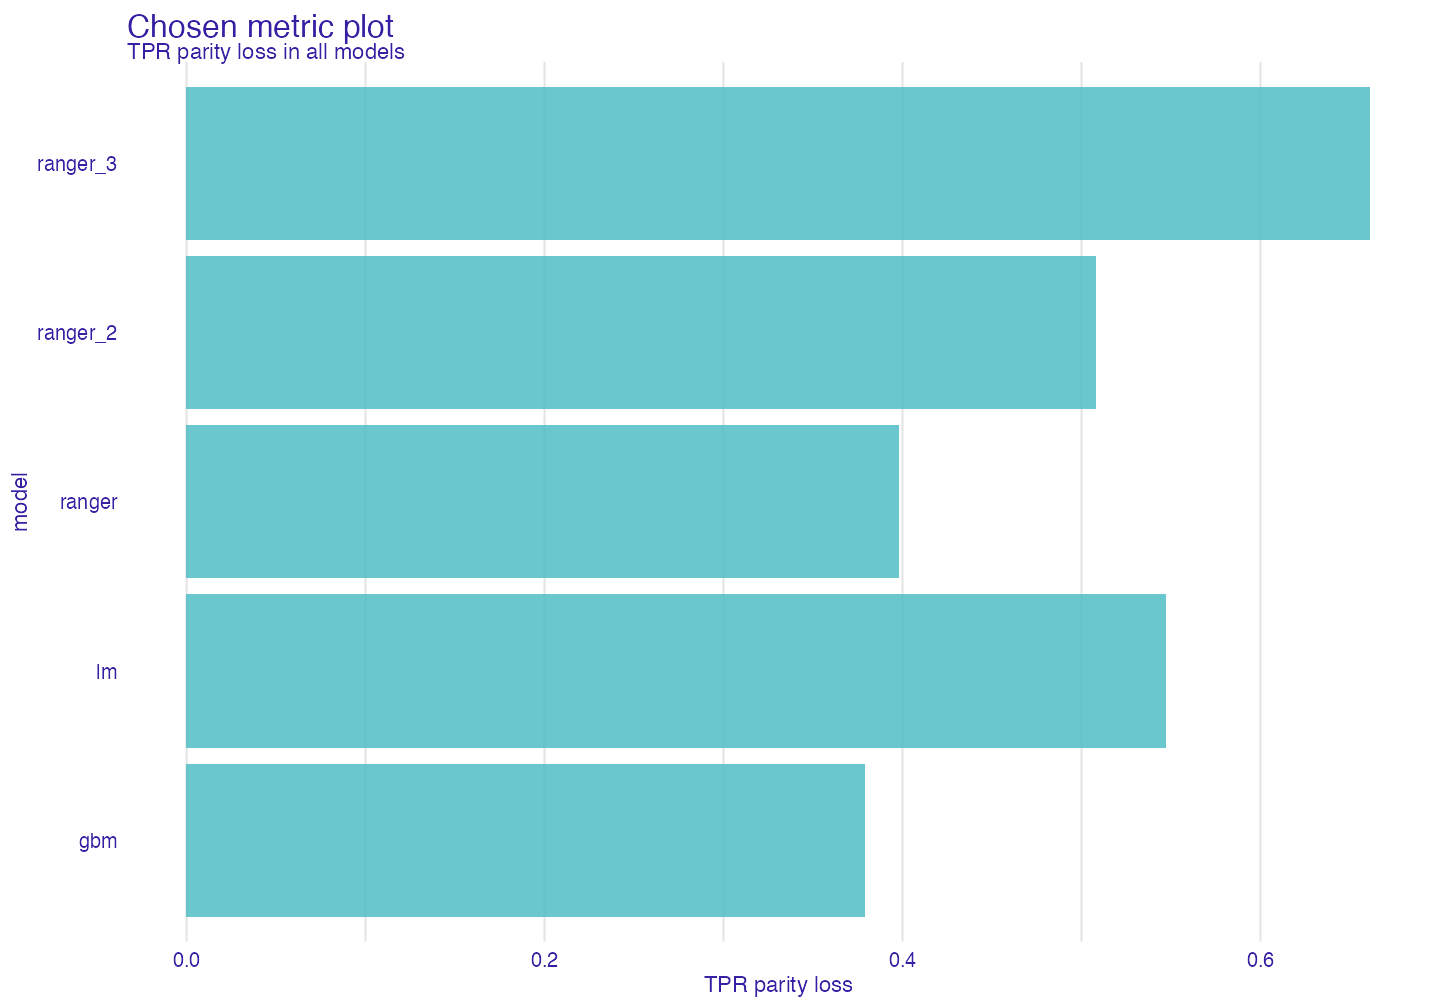 Chosen metric plot
TPR parity loss in all models
ranger_3
ranger_2
ranger
lm
gbm
model
0.0
0.2
0.4
0.6
TPR parity loss